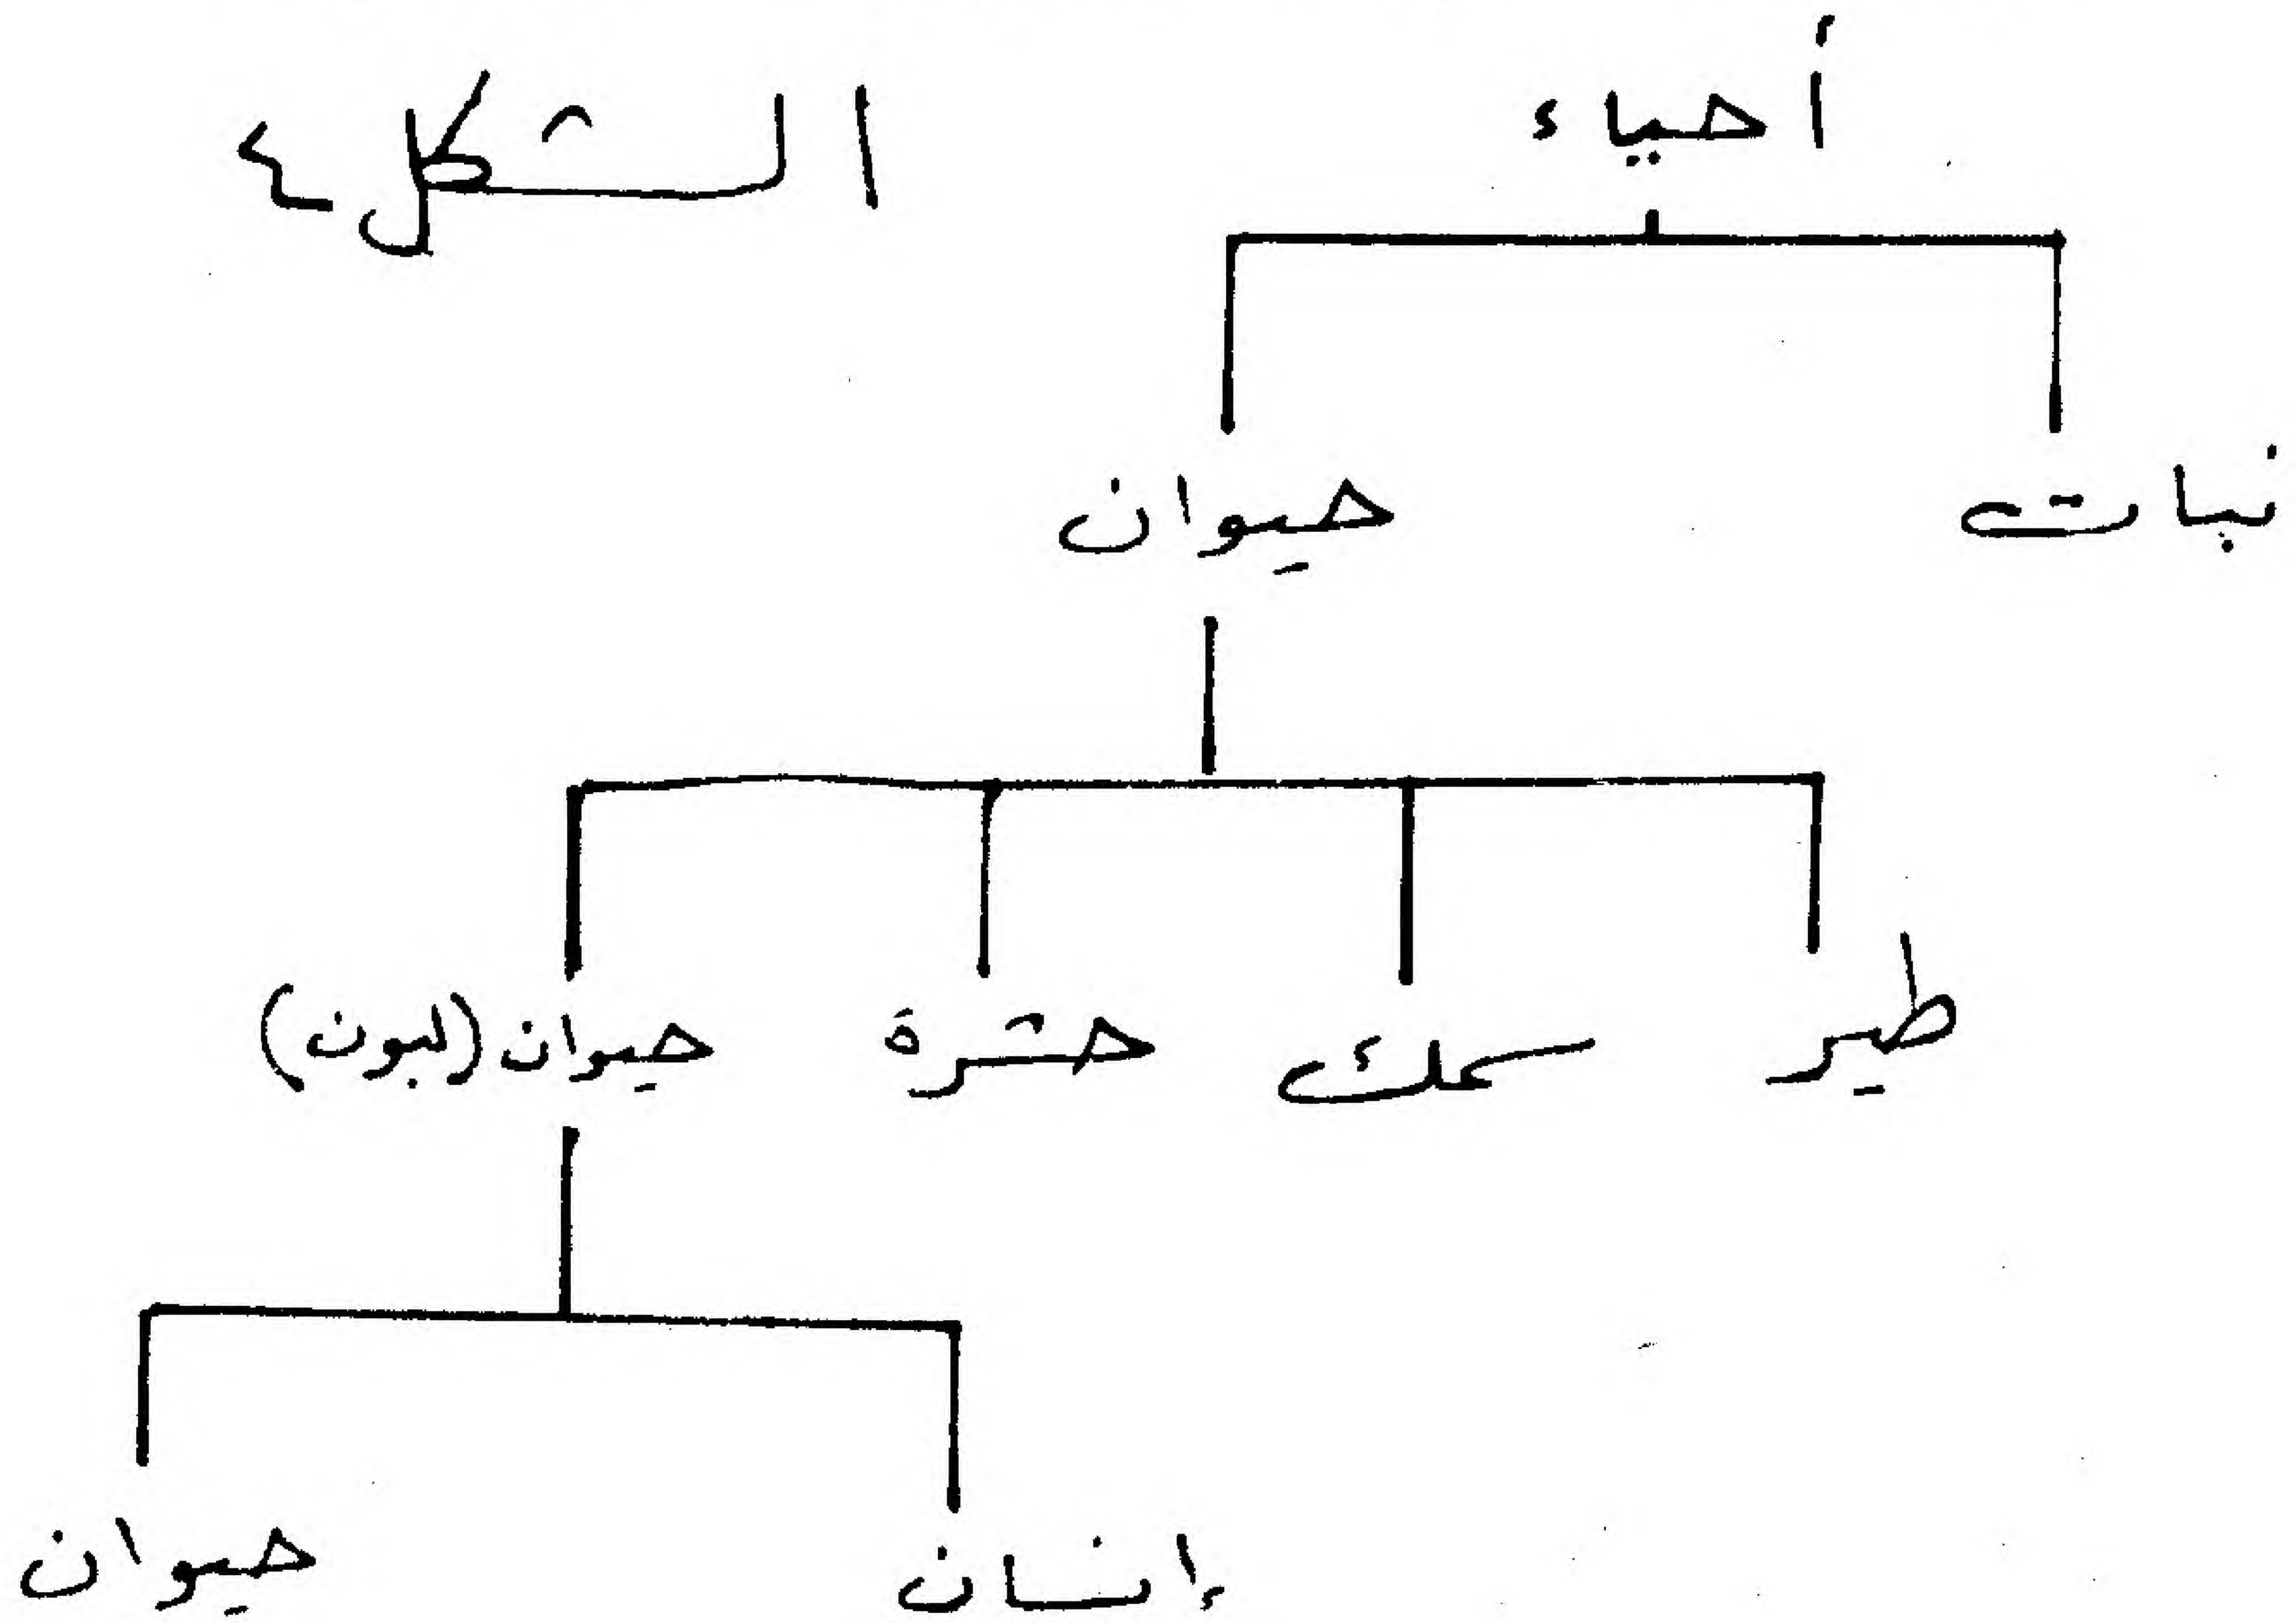 أحياء
الشكل ٤
نبات حيوان
طير سمك حشرة حيوان (لبون)
إنسان حيوان